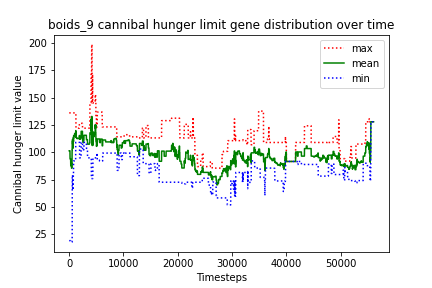 boids_9 cannibal hunger limit gene distribution over time
Cannibal hunger limit value
200
175
150
125
100
75
50
25
max
mean
min
0 10000 20000 30000 40000 50000
Timesteps